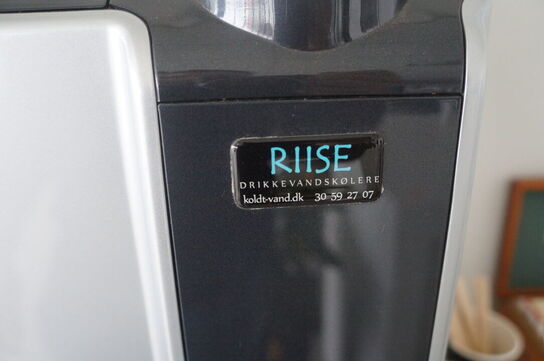 RIISE
DRIKKEVANDSKØLERE
koldt-vand.dk 30 59 27 07